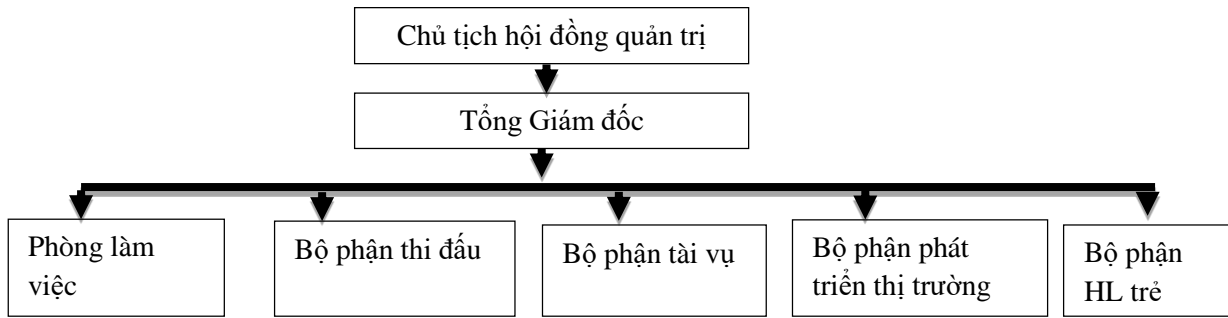 Chủ tịch hội đồng quản trị
Tổng Giám đốc
Phòng làm
việc
Bộ phận thi đấu
Bộ phận tài vụ
Bộ phận phát
triển thị trường
Bộ phận
HL trẻ